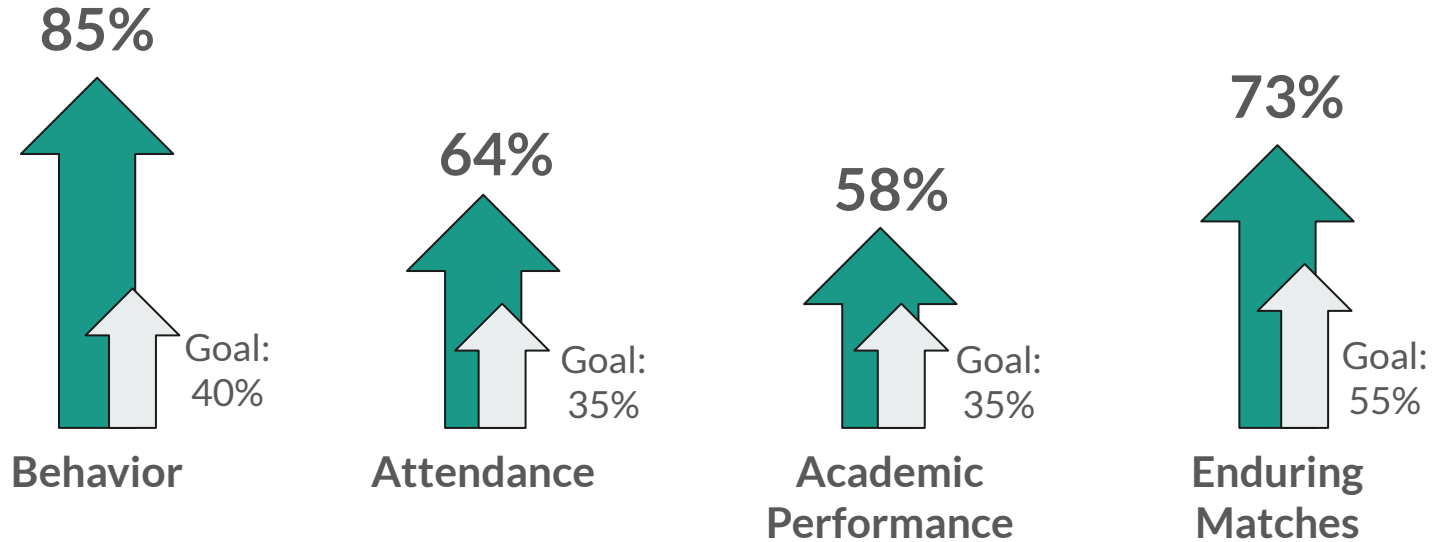 85%
Goal:
40%
Behavior
64%
Goal:
35%
Attendance
58%
Goal:
35%
Academic
Performance
73%
Goal:
55%
Enduring
Matches